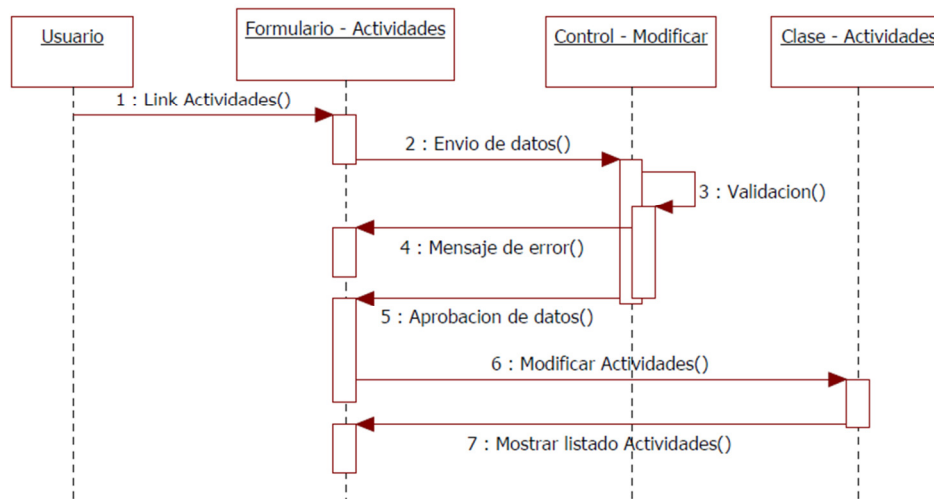 Usuario
Formulario - Actividades
Control - Modificar
Clase - Actividades
1 : Link Actividades()
2 : Envio de datos()
3 : Validacion()
4 : Mensaje de error()
5 : Aprobacion de datos()
6 : Modificar Actividades()
7 : Mostrar listado Actividades()